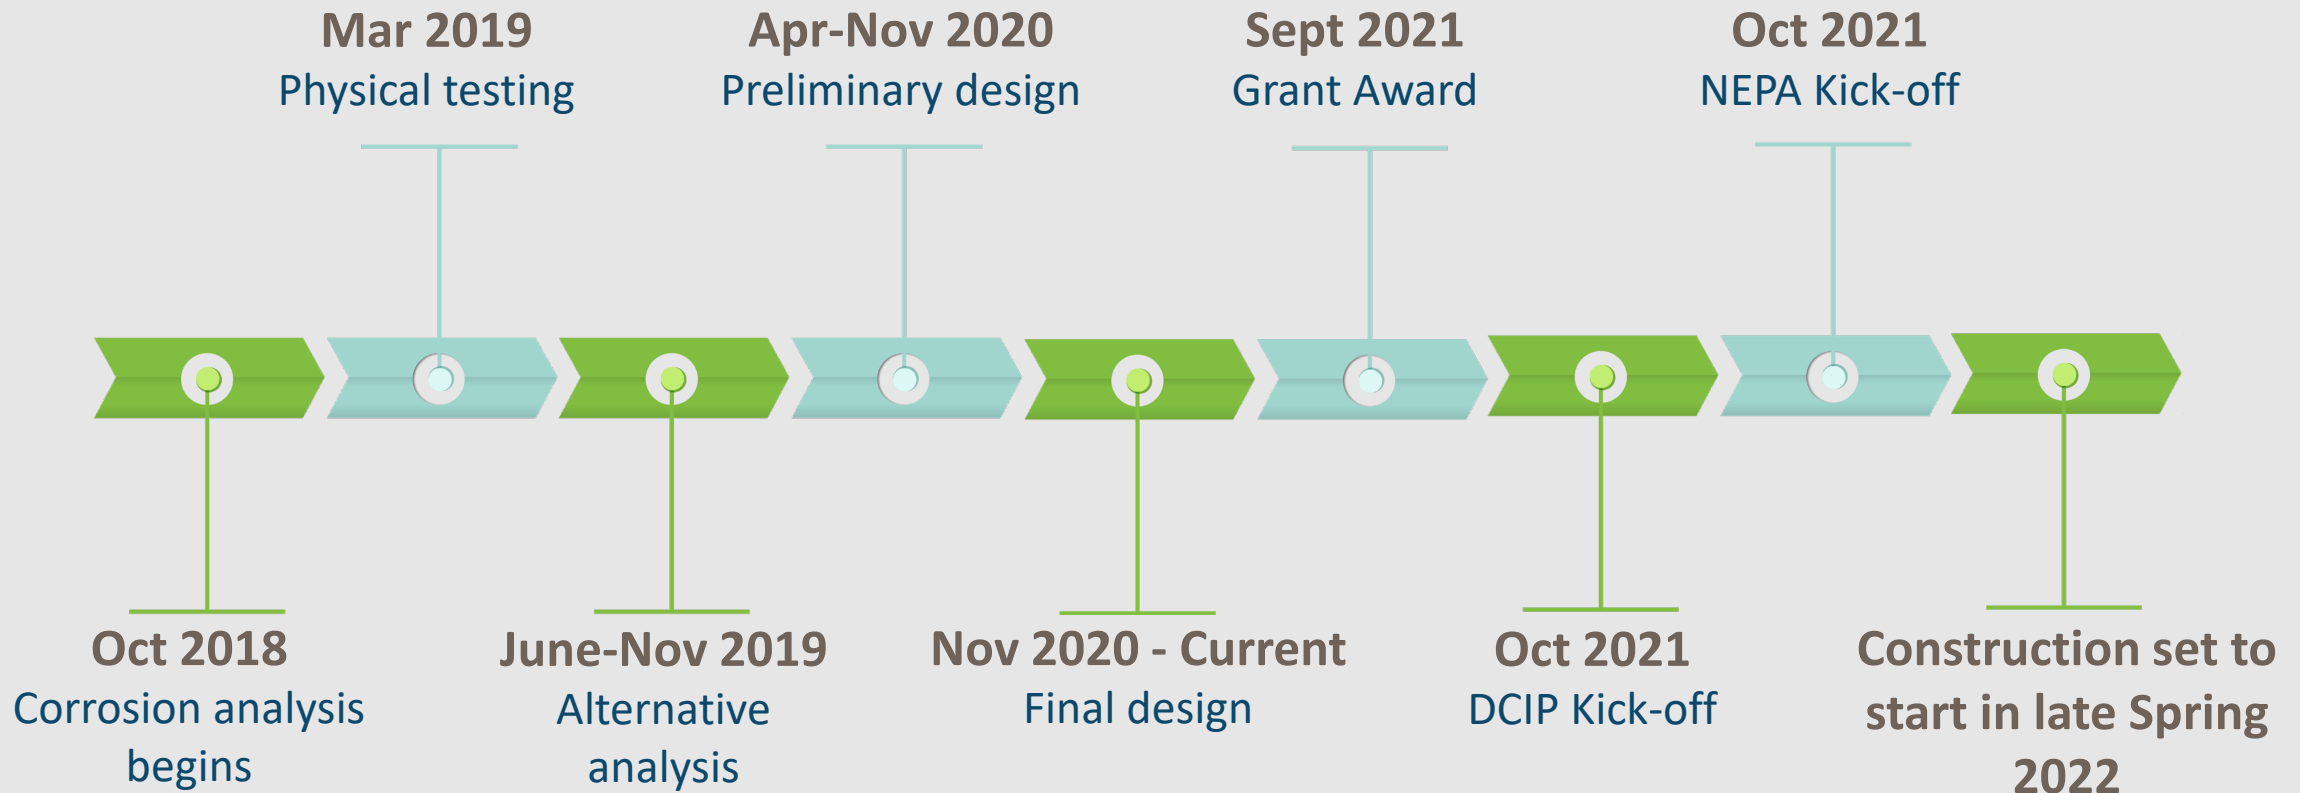 Mar 2019
Physical testing
Apr-Nov 2020
Preliminary design
Sept 2021
Grant Award
Oct 2021
NEPA Kick-off
Oct 2018
Corrosion analysis
begins
June-Nov 2019
Alternative
analysis
Nov 2020 - Current
Final design
Oct 2021
DCIP Kick-off
Construction set to
start in late Spring
2022